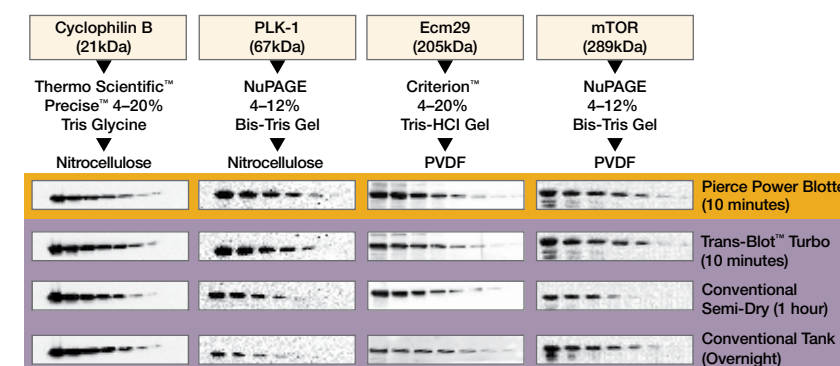 Cyclophilin B
(21kDa)
PLK-1
(67kDa)
Ecm29
(205kDa)
mTOR
(289kDa)
Thermo Scientific™
Precise™ 4–20%
Tris Glycine
NuPAGE
4–12%
Bis-Tris Gel
Criterion™
4–20%
Tris-HCl Gel
NuPAGE
4–12%
Bis-Tris Gel
Nitrocellulose
Nitrocellulose
PVDF
PVDF
Pierce Power Blotte
(10 minutes)
Trans-Blot™ Turbo
(10 minutes)
Conventional
Semi-Dry (1 hour)
Conventional Tank
(Overnight)